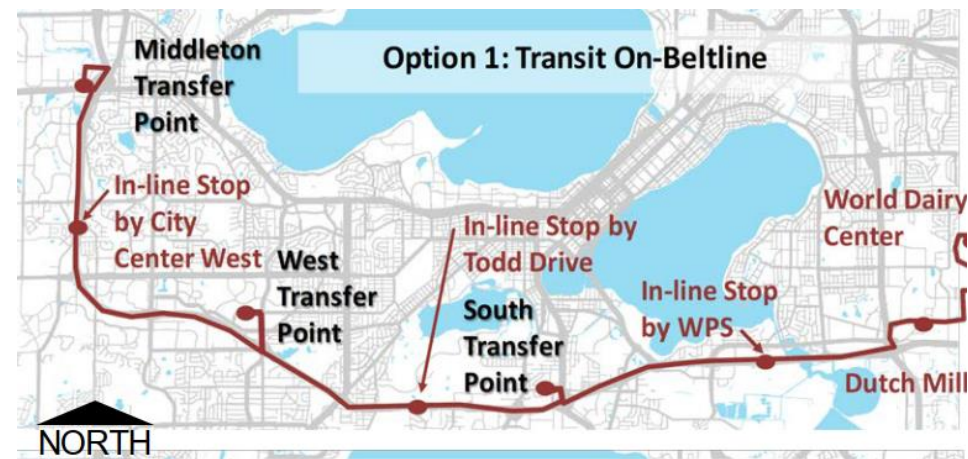 Option 1: Transit On-Beltline
Middleton
Transfer
Point
In-line Stop
by City
Center West
West
Transfer
Point
In-line Stop by
Todd Drive
South
Transfer
Point
In-line Stop
by WPS
World Dairy
Center
Dutch Mill
NORTH